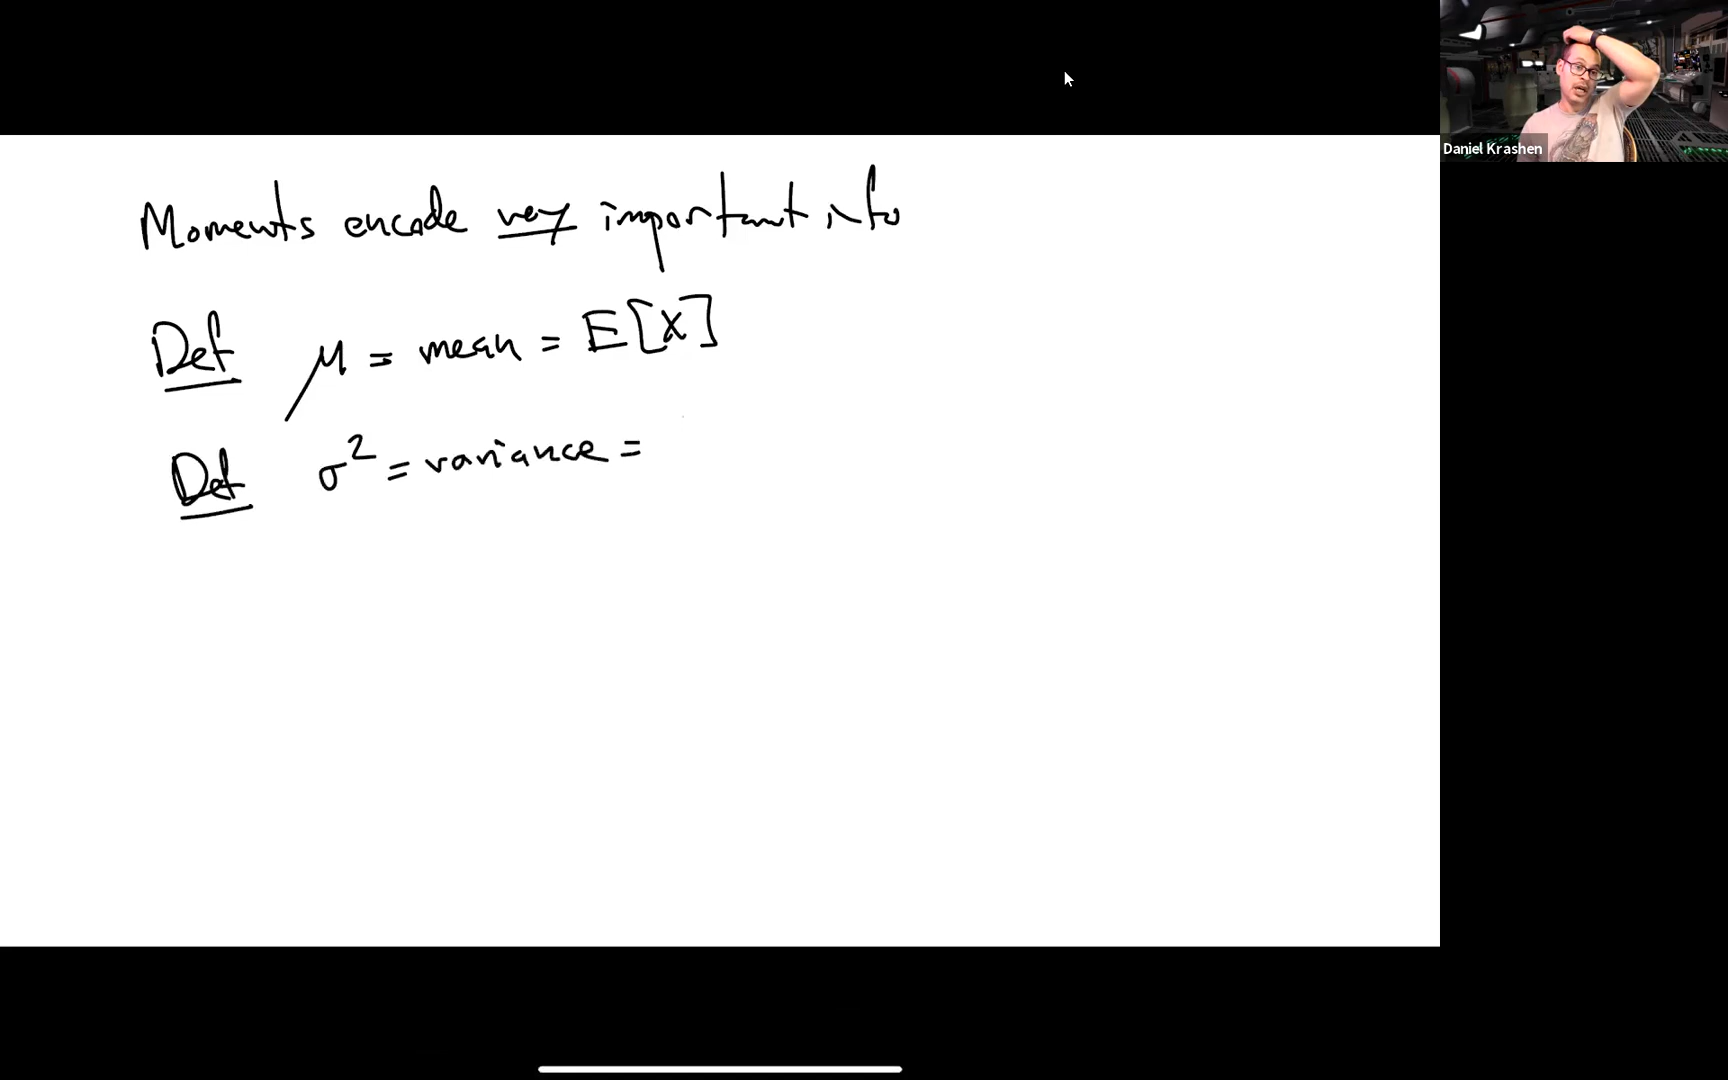 Moments encode very important info
Def μ = mean = E[X]
Def σ² = variance =
Daniel Krashen